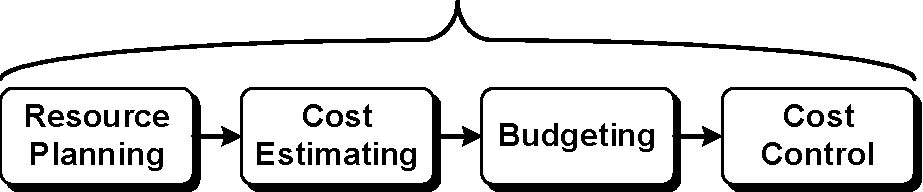 Resource
Planning
Cost
Estimating
Budgeting
Cost
Control